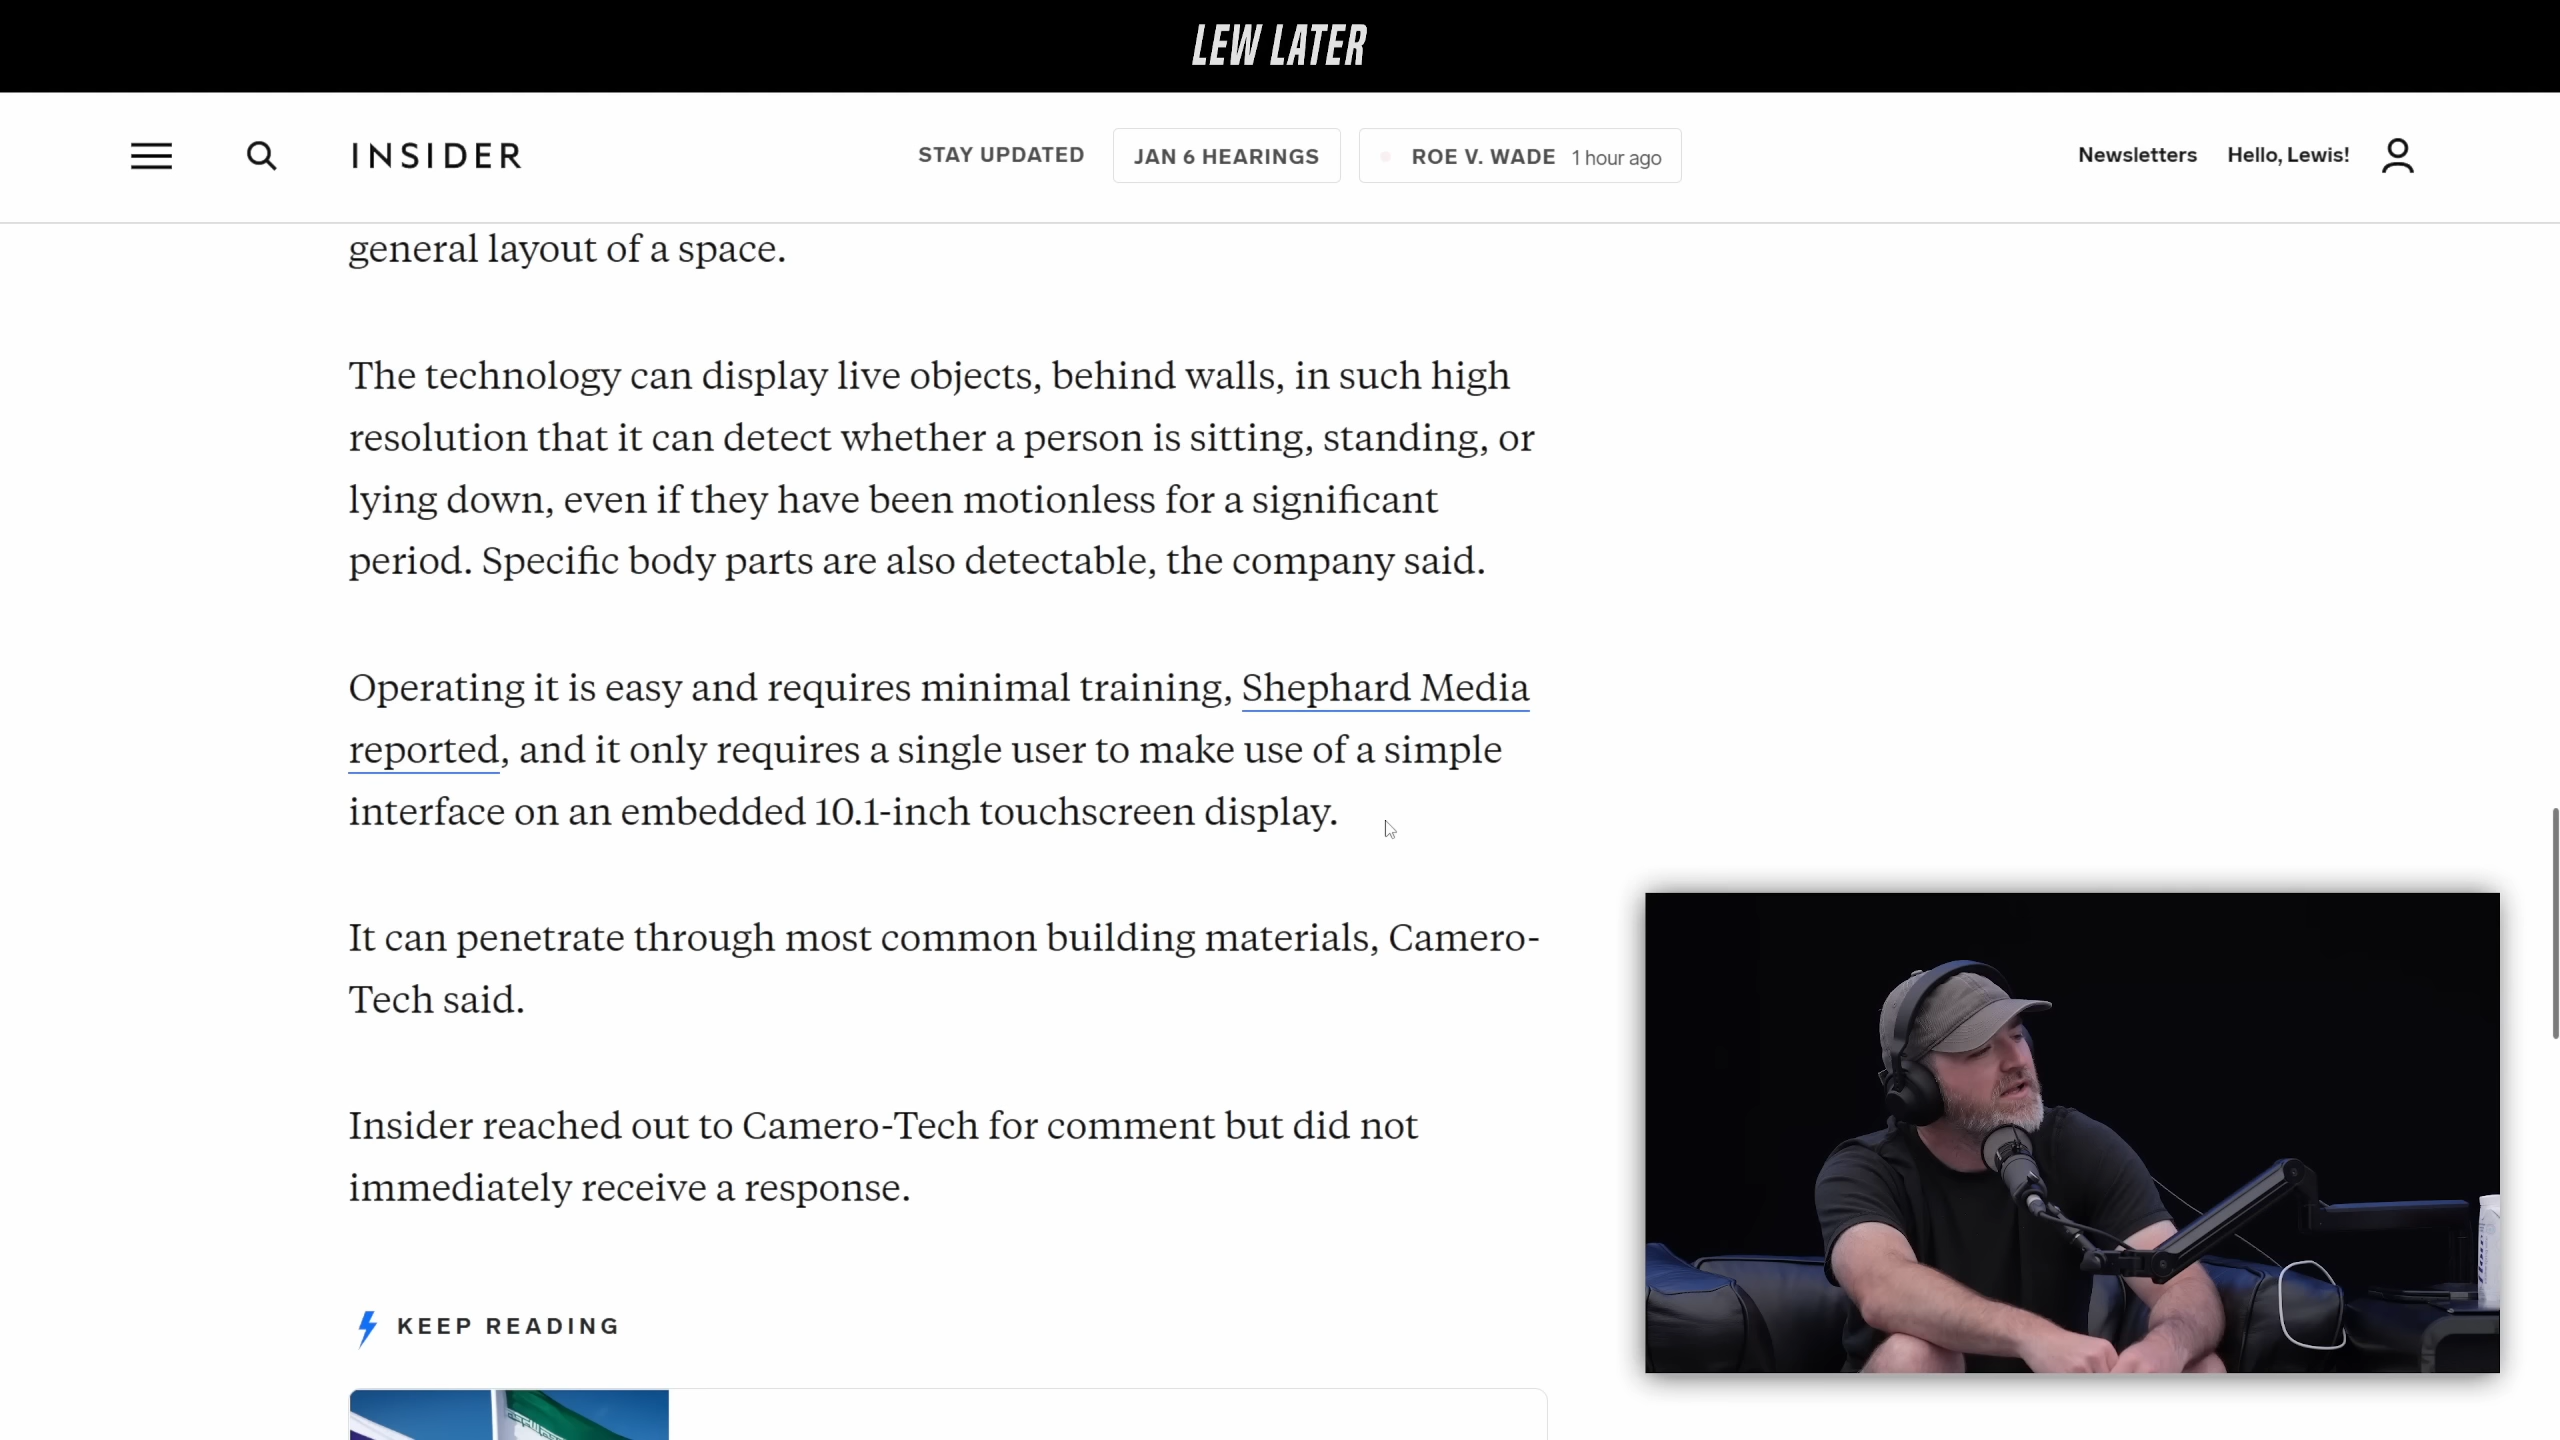 LEW LATER
INSIDER
STAY UPDATED
JAN 6 HEARINGS
ROE V. WADE 1 hour ago
Newsletters
Hello, Lewis!
general layout of a space.
The technology can display live objects, behind walls, in such high
resolution that it can detect whether a person is sitting, standing, or
lying down, even if they have been motionless for a significant
period. Specific body parts are also detectable, the company said.
Operating it is easy and requires minimal training, Shephard Media
reported, and it only requires a single user to make use of a simple
interface on an embedded 10.1-inch touchscreen display.
It can penetrate through most common building materials, Camero-
Tech said.
Insider reached out to Camero-Tech for comment but did not
immediately receive a response.
KEEP READING